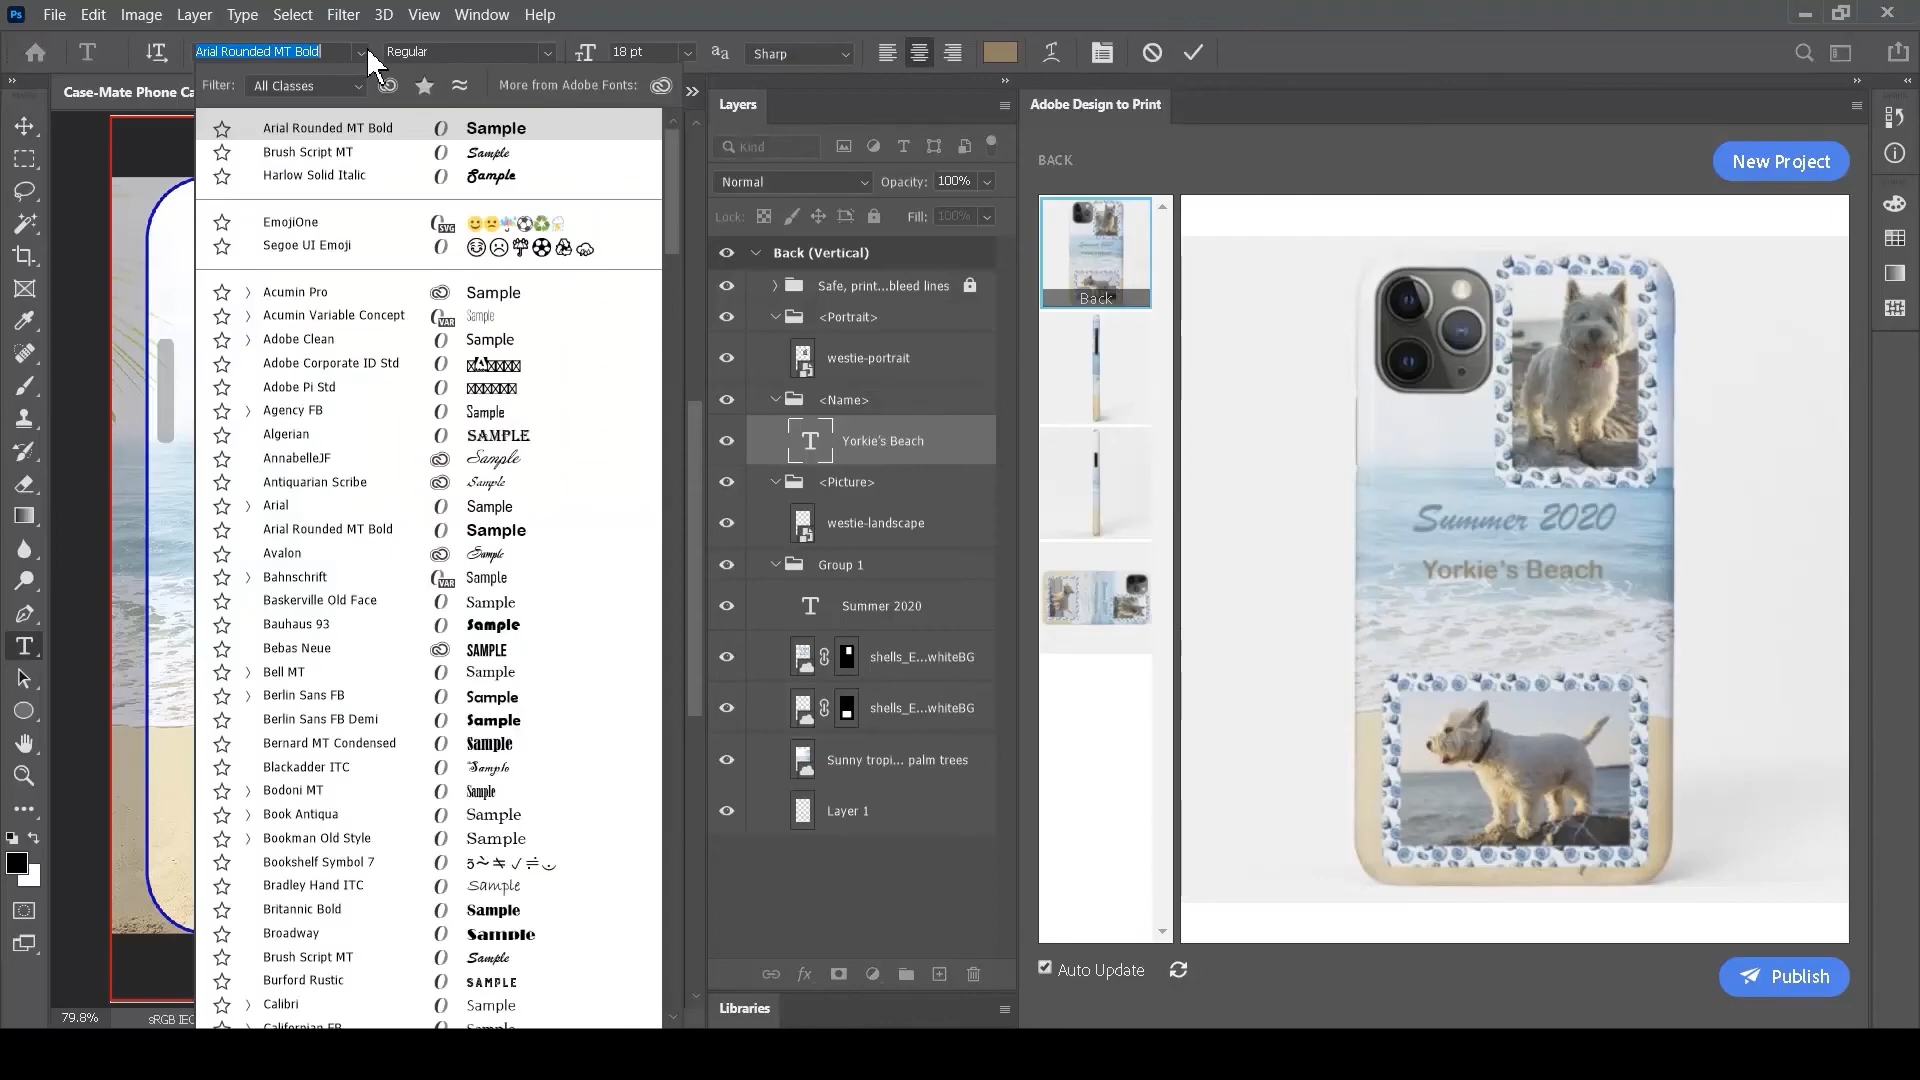 Ps File Edit Image Layer Type Select Filter 3D View Window Help
T Arial Rounded MT Bold Regular 18 pt Sharp
Filter: All Classes More from Adobe Fonts:
Case-Mate Phone Ca
Arial Rounded MT Bold Sample
Brush Script MT Sample
Harlow Solid Italic Sample
EmojiOne
Segoe UI Emoji
Acumin Pro Sample
Acumin Variable Concept Sample
Adobe Clean Sample
Adobe Corporate ID Std
Adobe Pi Std
Agency FB Sample
Algerian SAMPLE
AnnabelleJF Sample
Antiquarian Scribe Sample
Arial Sample
Arial Rounded MT Bold Sample
Avalon Sample
Bahnschrift Sample
Baskerville Old Face Sample
Bauhaus 93 Sample
Bebas Neue SAMPLE
Bell MT Sample
Berlin Sans FB Sample
Berlin Sans FB Demi Sample
Bernard MT Condensed Sample
Blackadder ITC Sample
Bodoni MT Sample
Book Antiqua Sample
Bookman Old Style Sample
Bookshelf Symbol 7
Bradley Hand ITC Sample
Britannic Bold Sample
Broadway Sample
Brush Script MT Sample
Burford Rustic SAMPLE
Calibri Sample
Californian FB Sample
79.8% sRGB IEC
Layers
Kind
Normal Opacity: 100%
Lock: Fill: 100%
Back (Vertical)
Safe, print...bleed lines
<Portrait>
westie-portrait
<Name>
Yorkie's Beach
<Picture>
westie-landscape
Group 1
Summer 2020
shells_E...whiteBG
shells_E...whiteBG
Sunny tropi... palm trees
Layer 1
Libraries
Adobe Design to Print
BACK New Project
Back
Summer 2020
Yorkie's Beach
Auto Update
Publish